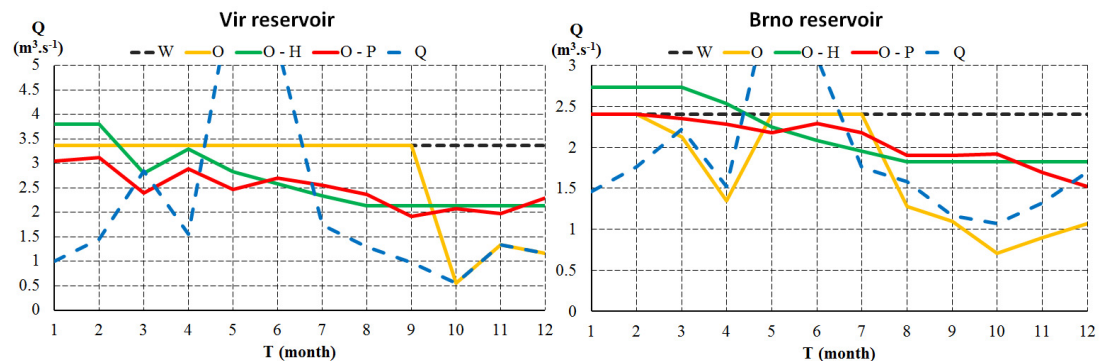 Vir reservoir
Q
(m³.s⁻¹)
W O O - H O - P Q
5
4.5
4
3.5
3
2.5
2
1.5
1
0.5
0
1 2 3 4 5 6 7 8 9 10 11 12
T (month)
Brno reservoir
Q
(m³.s⁻¹)
W O O - H O - P Q
3
2.5
2
1.5
1
0.5
0
1 2 3 4 5 6 7 8 9 10 11 12
T (month)